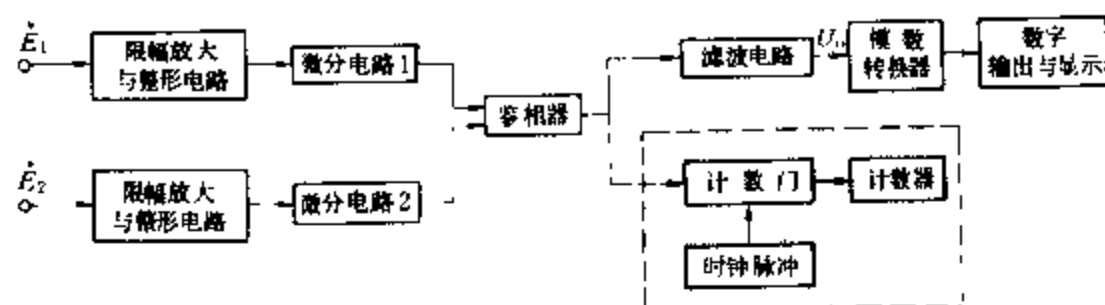 Ė₁
限幅放大
与整形电路
微分电路1
鉴相器
滤波电路
模数
转换器
数字
输出与显示
Ė₂
限幅放大
与整形电路
微分电路2
计数门
计数器
时钟脉冲